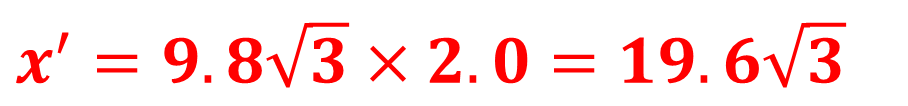 x′ = 9.8√3 × 2.0 = 19.6√3